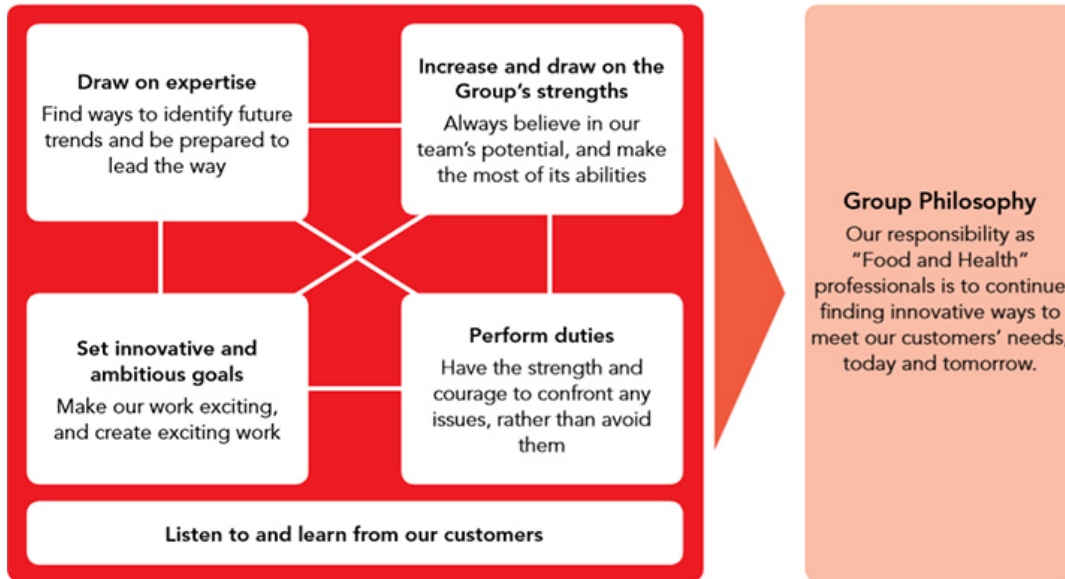 Draw on expertise
Find ways to identify future
trends and be prepared to
lead the way
Increase and draw on the
Group’s strengths
Always believe in our
team’s potential, and make
the most of its abilities
Set innovative and
ambitious goals
Make our work exciting,
and create exciting work
Perform duties
Have the strength and
courage to confront any
issues, rather than avoid
them
Listen to and learn from our customers
Group Philosophy
Our responsibility as
“Food and Health”
professionals is to continue
finding innovative ways to
meet our customers’ needs,
today and tomorrow.